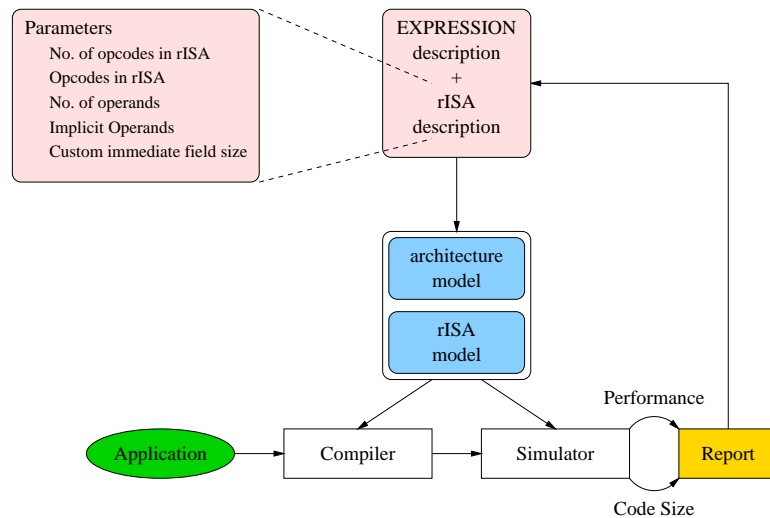 Parameters
No. of opcodes in rISA
Opcodes in rISA
No. of operands
Implicit Operands
Custom immediate field size
EXPRESSION
description
+
rISA
description
architecture
model
rISA
model
Performance
Application
Compiler
Simulator
Report
Code Size